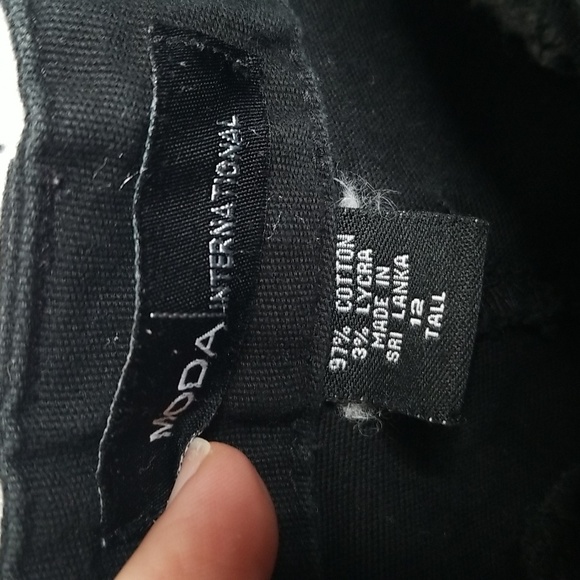 MODA
INTERNATIONAL
97% COTTON
3% LYCRA
MADE IN
SRI LANKA
12
TALL